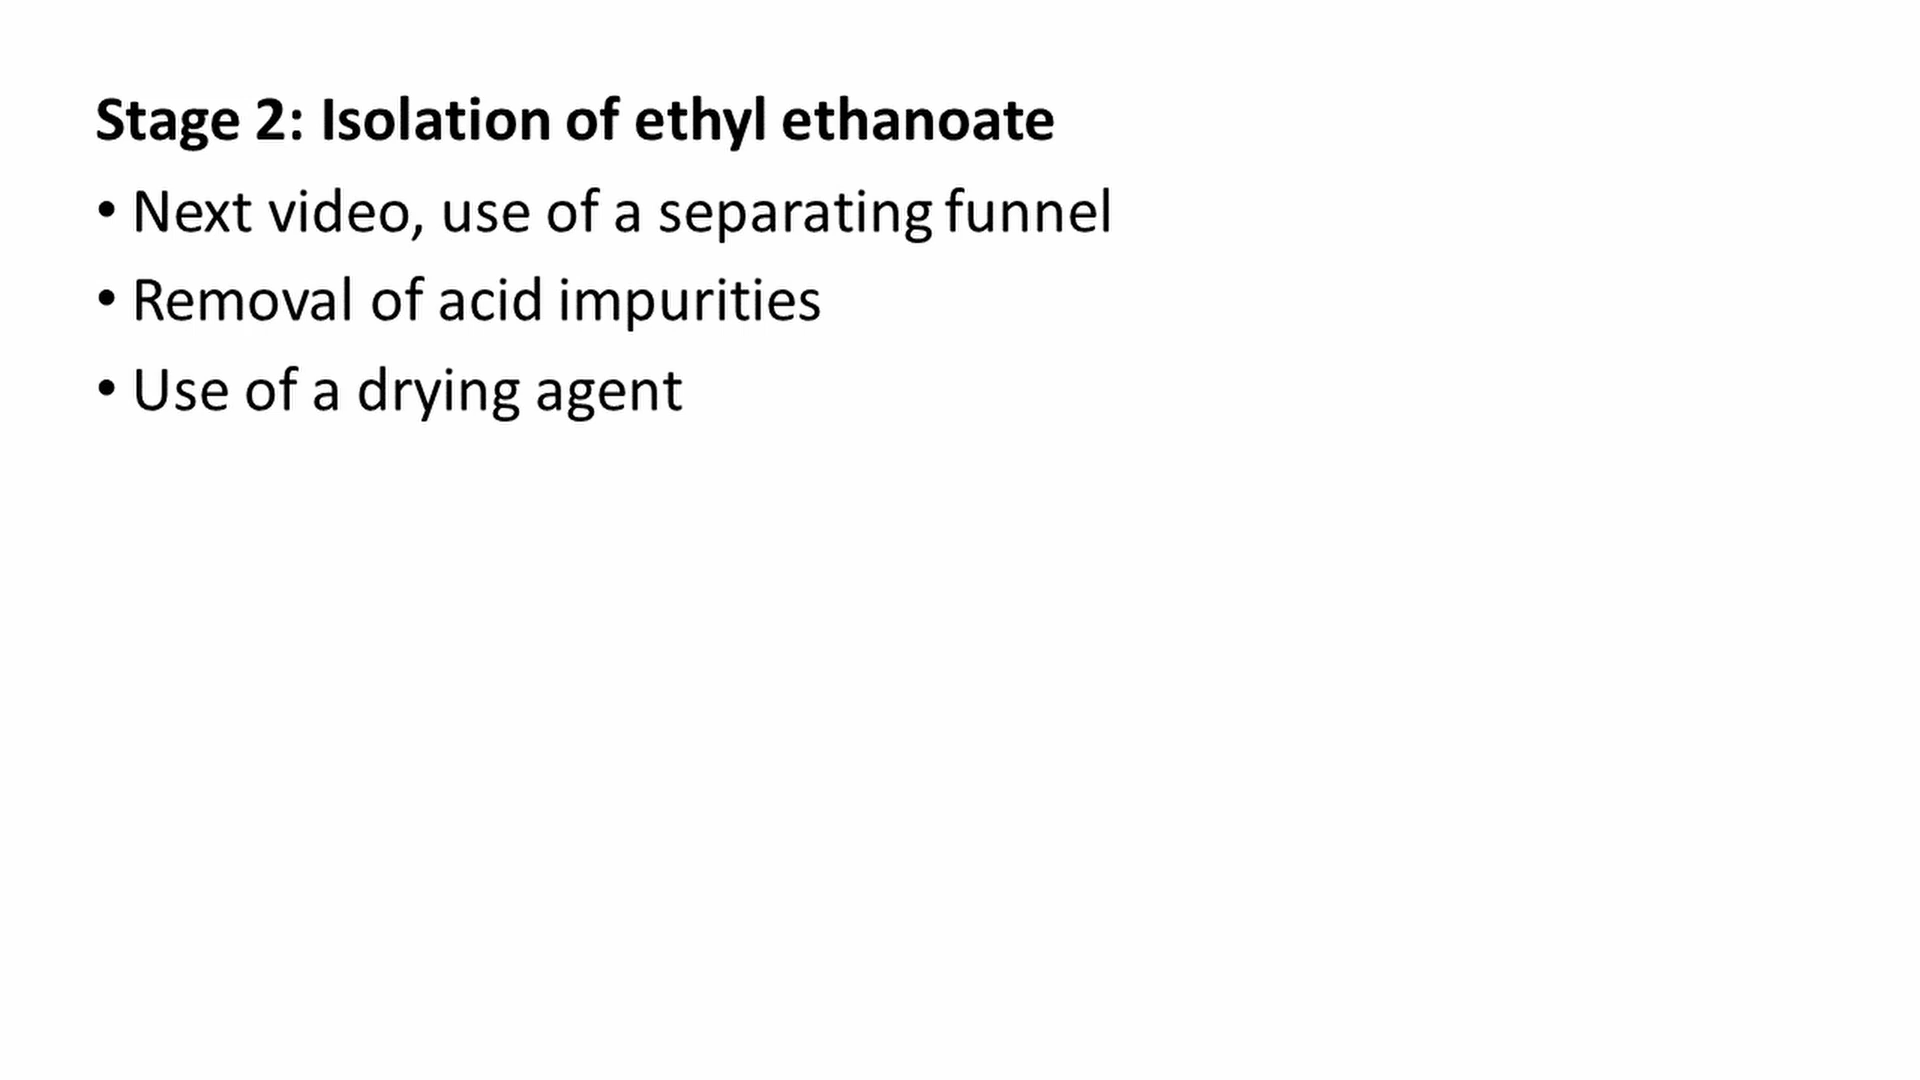 Stage 2: Isolation of ethyl ethanoate
• Next video, use of a separating funnel
• Removal of acid impurities
• Use of a drying agent